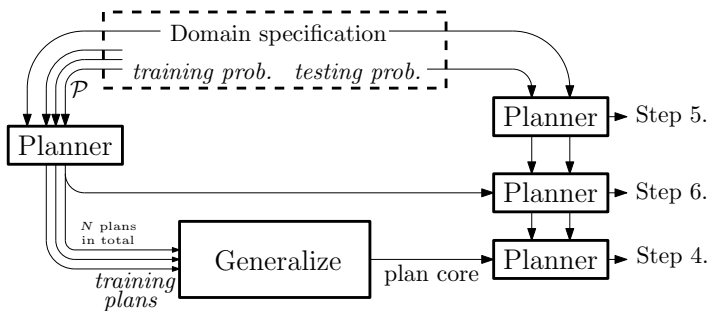 Domain specification
training prob. testing prob.
𝒫
Planner
Planner
Step 5.
Planner
Step 6.
N plans
in total
Generalize
training
plans
plan core
Planner
Step 4.